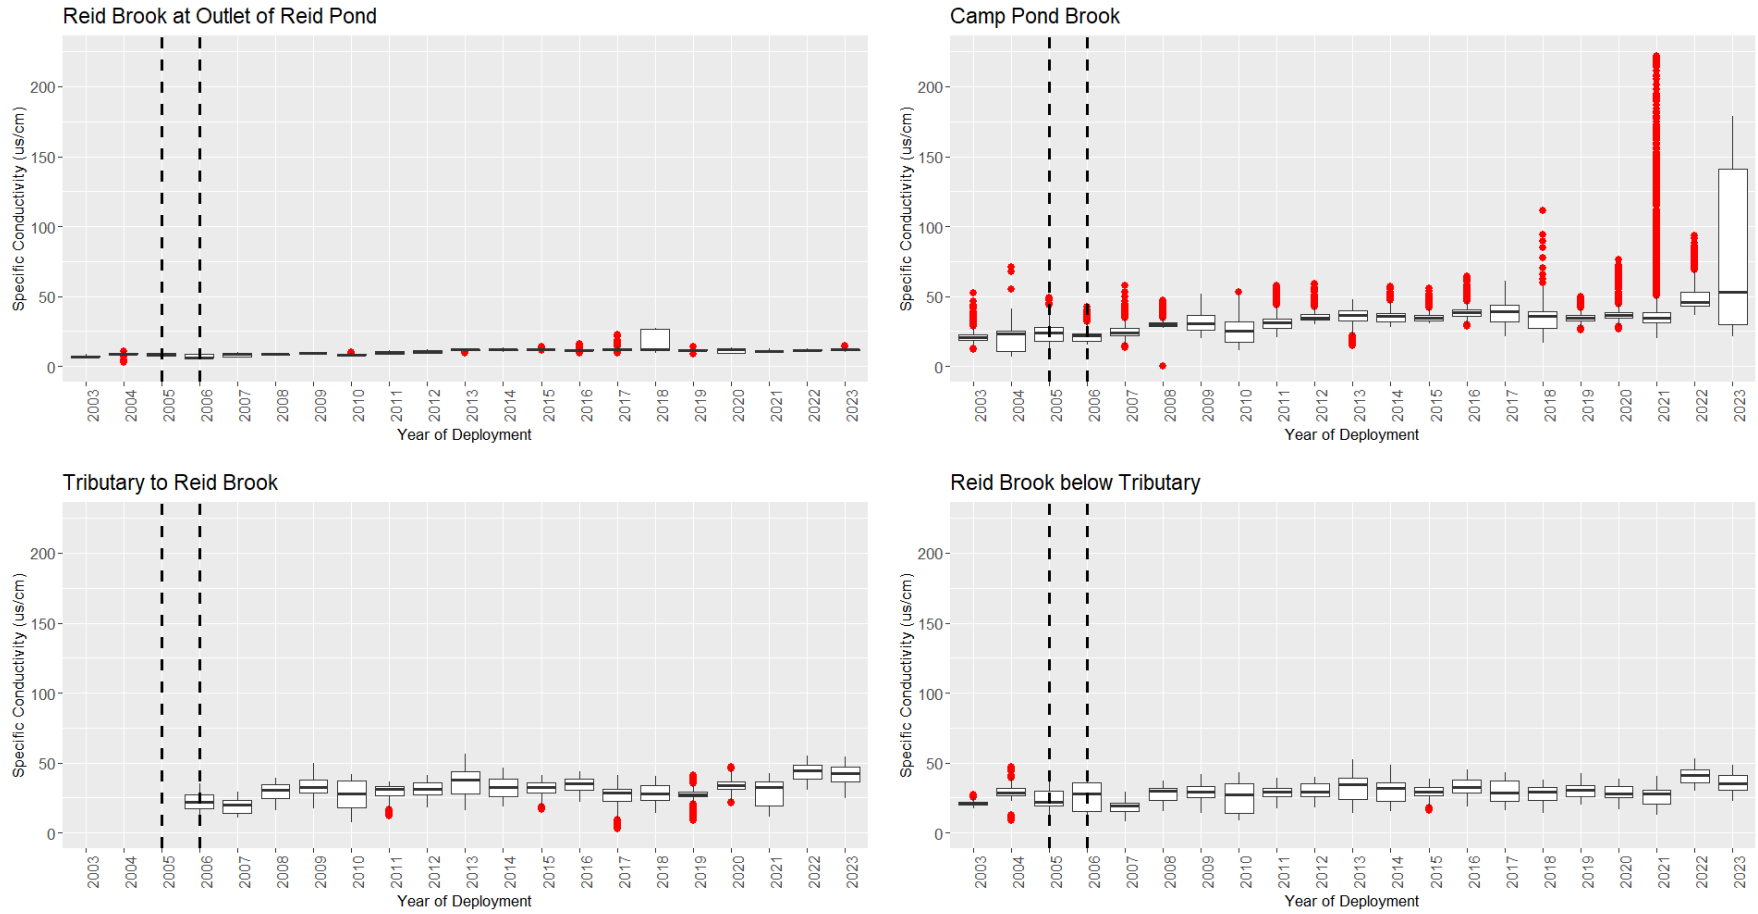 Reid Brook at Outlet of Reid Pond
Specific Conductivity (us/cm)
200
150
100
50
0
2003 2004 2005 2006 2007 2008 2009 2010 2011 2012 2013 2014 2015 2016 2017 2018 2019 2020 2021 2022 2023
Year of Deployment
Camp Pond Brook
Specific Conductivity (us/cm)
200
150
100
50
0
2003 2004 2005 2006 2007 2008 2009 2010 2011 2012 2013 2014 2015 2016 2017 2018 2019 2020 2021 2022 2023
Year of Deployment
Tributary to Reid Brook
Specific Conductivity (us/cm)
200
150
100
50
0
2003 2004 2005 2006 2007 2008 2009 2010 2011 2012 2013 2014 2015 2016 2017 2018 2019 2020 2021 2022 2023
Year of Deployment
Reid Brook below Tributary
Specific Conductivity (us/cm)
200
150
100
50
0
2003 2004 2005 2006 2007 2008 2009 2010 2011 2012 2013 2014 2015 2016 2017 2018 2019 2020 2021 2022 2023
Year of Deployment